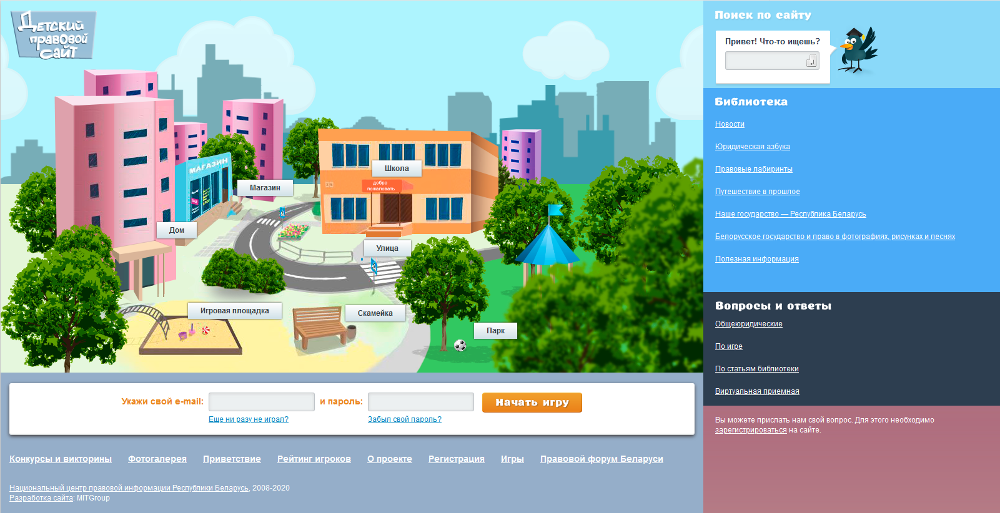 Детский
правовой
сайт
МАГАЗИН
Магазин
Школа
добро
пожаловать
Дом
Улица
Игровая площадка
Скамейка
Парк
Укажи свой e-mail:
и пароль:
Начать игру
Еще ни разу не играл?
Забыл свой пароль?
Конкурсы и викторины
Фотогалерея
Приветствие
Рейтинг игроков
О проекте
Регистрация
Игры
Правовой форум Беларуси
Национальный центр правовой информации Республики Беларусь, 2008-2020
Разработка сайта: MITGroup
Поиск по сайту
Привет! Что-то ищешь?
Библиотека
Новости
Юридическая азбука
Правовые лабиринты
Путешествие в прошлое
Наше государство — Республика Беларусь
Белорусское государство и право в фотографиях, рисунках и песнях
Полезная информация
Вопросы и ответы
Общеюридические
По игре
По статьям библиотеки
Виртуальная приемная
Вы можете прислать нам свой вопрос. Для этого необходимо
зарегистрироваться на сайте.